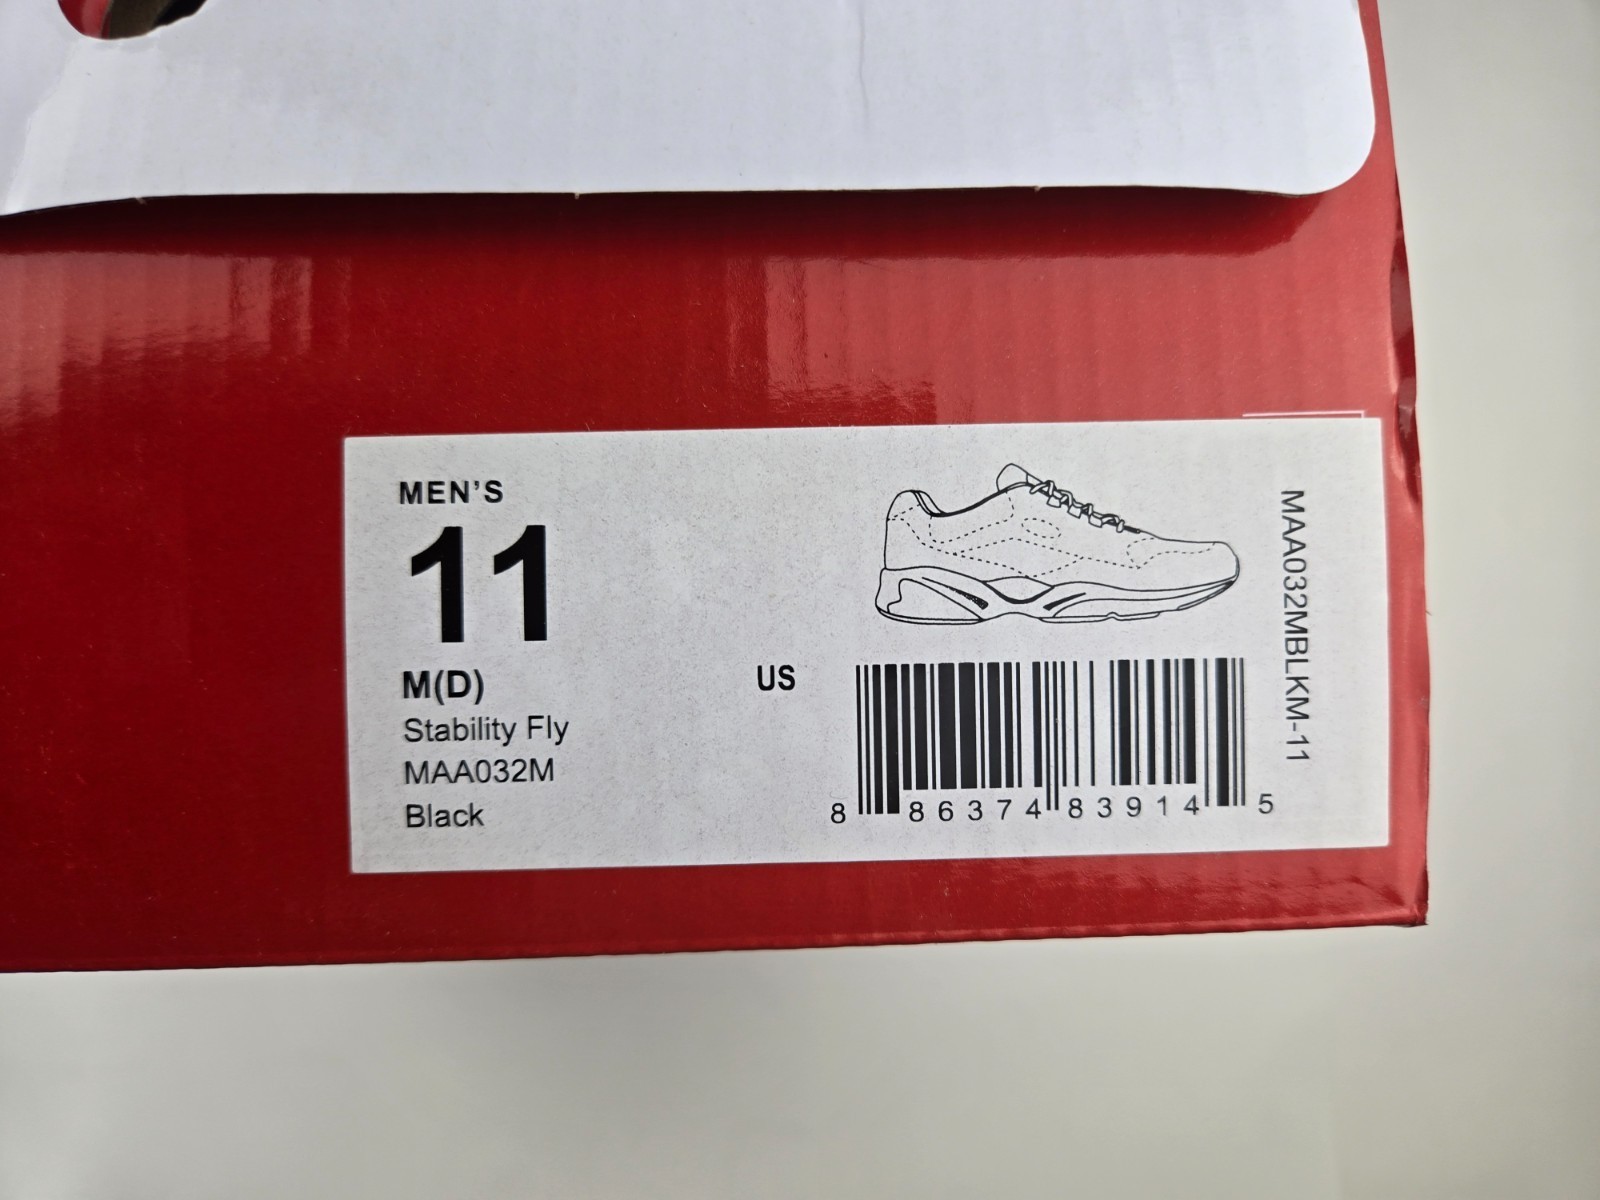 MEN'S
11
M(D)
US
Stability Fly
MAA032M
Black
8 86374 83914 5
MAA032MBLKM-11